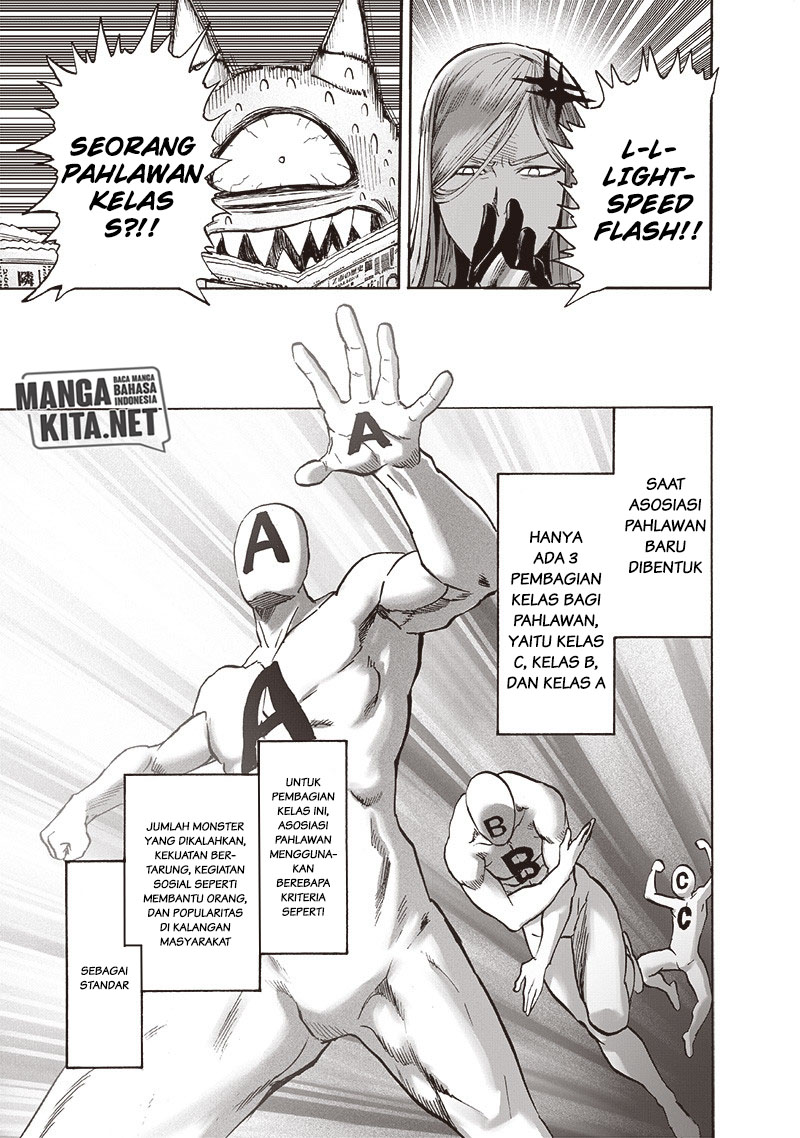 L-L-
LIGHT-
SPEED
FLASH!!
SEORANG
PAHLAWAN
KELAS
S?!!
MANGA
KITA.NET
BACA MANGA
BAHASA
INDONESIA
SAAT
ASOSIASI
PAHLAWAN
BARU
DIBENTUK
HANYA
ADA 3
PEMBAGIAN
KELAS BAGI
PAHLAWAN,
YAITU KELAS
C, KELAS B,
DAN KELAS A
A
A
A
B
B
C
C
UNTUK
PEMBAGIAN
KELAS INI,
ASOSIASI
PAHLAWAN
MENGGUNA-
KAN
BEREBAPA
KRITERIA
SEPERTI
JUMLAH MONSTER
YANG DIKALAHKAN,
KEKUATAN BER-
TARUNG, KEGIATAN
SOSIAL SEPERTI
MEMBANTU ORANG,
DAN POPULARITAS
DI KALANGAN
MASYARAKAT
SEBAGAI
STANDAR